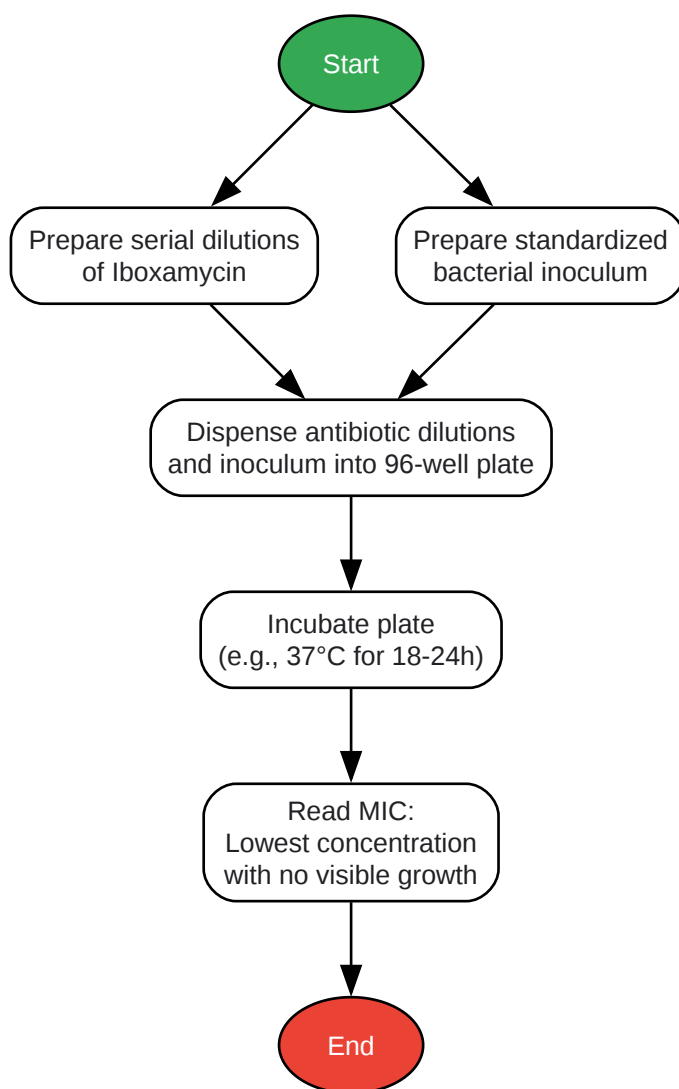 Start
Prepare serial dilutions
of Iboxamycin
Prepare standardized
bacterial inoculum
Dispense antibiotic dilutions
and inoculum into 96-well plate
Incubate plate
(e.g., 37°C for 18-24h)
Read MIC:
Lowest concentration
with no visible growth
End